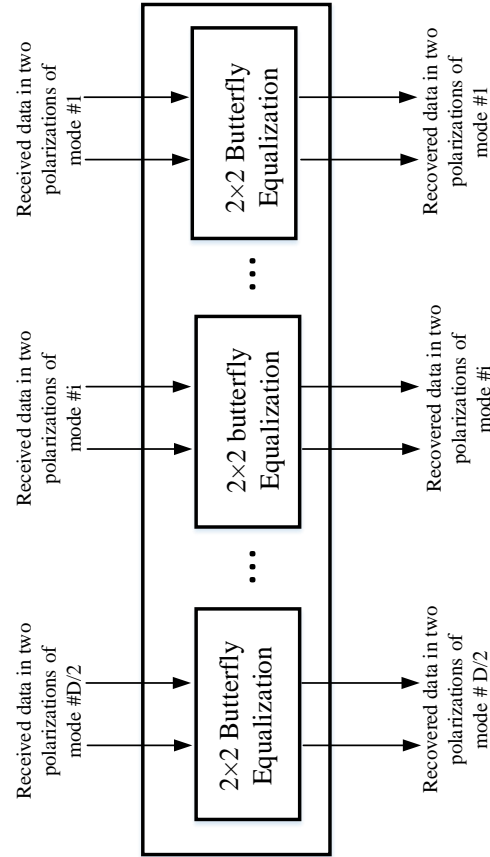 Received data in two
polarizations of
mode #D/2
Received data in two
polarizations of
mode #i
Received data in two
polarizations of
mode #1
2×2 Butterfly
Equalization
...
2×2 butterfly
Equalization
...
2×2 Butterfly
Equalization
Recovered data in two
polarizations of
mode # D/2
Recovered data in two
polarizations of
mode #i
Recovered data in two
polarizations of
mode #1